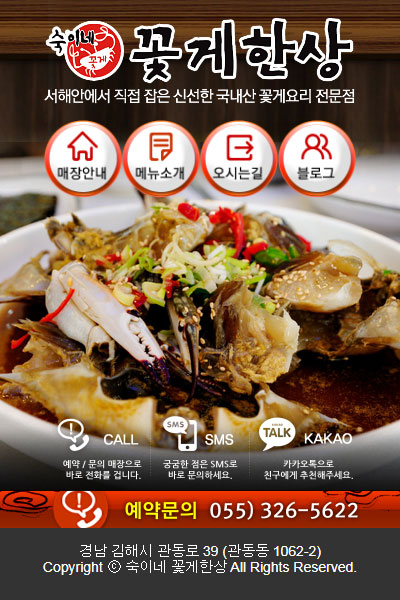 숙이네
꽃게
꽃게한상
서해안에서 직접 잡은 신선한 국내산 꽃게요리 전문점
매장안내 메뉴소개 오시는길 블로그
CALL SMS SMS TALK KAKAO
예약 / 문의 매장으로 궁금한 점은 SMS로 카카오톡으로
바로 전화를 겁니다. 바로 문의하세요. 친구에게 추천해주세요.
예약문의 055) 326-5622
경남 김해시 관동로 39 (관동동 1062-2)
Copyright ⓒ 숙이네 꽃게한상 All Rights Reserved.